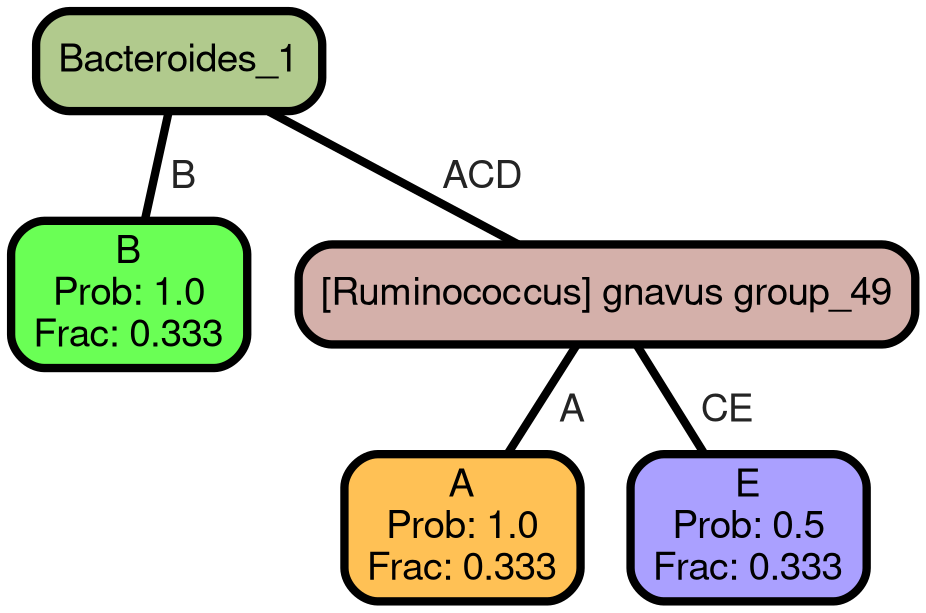 Bacteroides_1
B
ACD
B
Prob: 1.0
Frac: 0.333
[Ruminococcus] gnavus group_49
A
CE
A
Prob: 1.0
Frac: 0.333
E
Prob: 0.5
Frac: 0.333